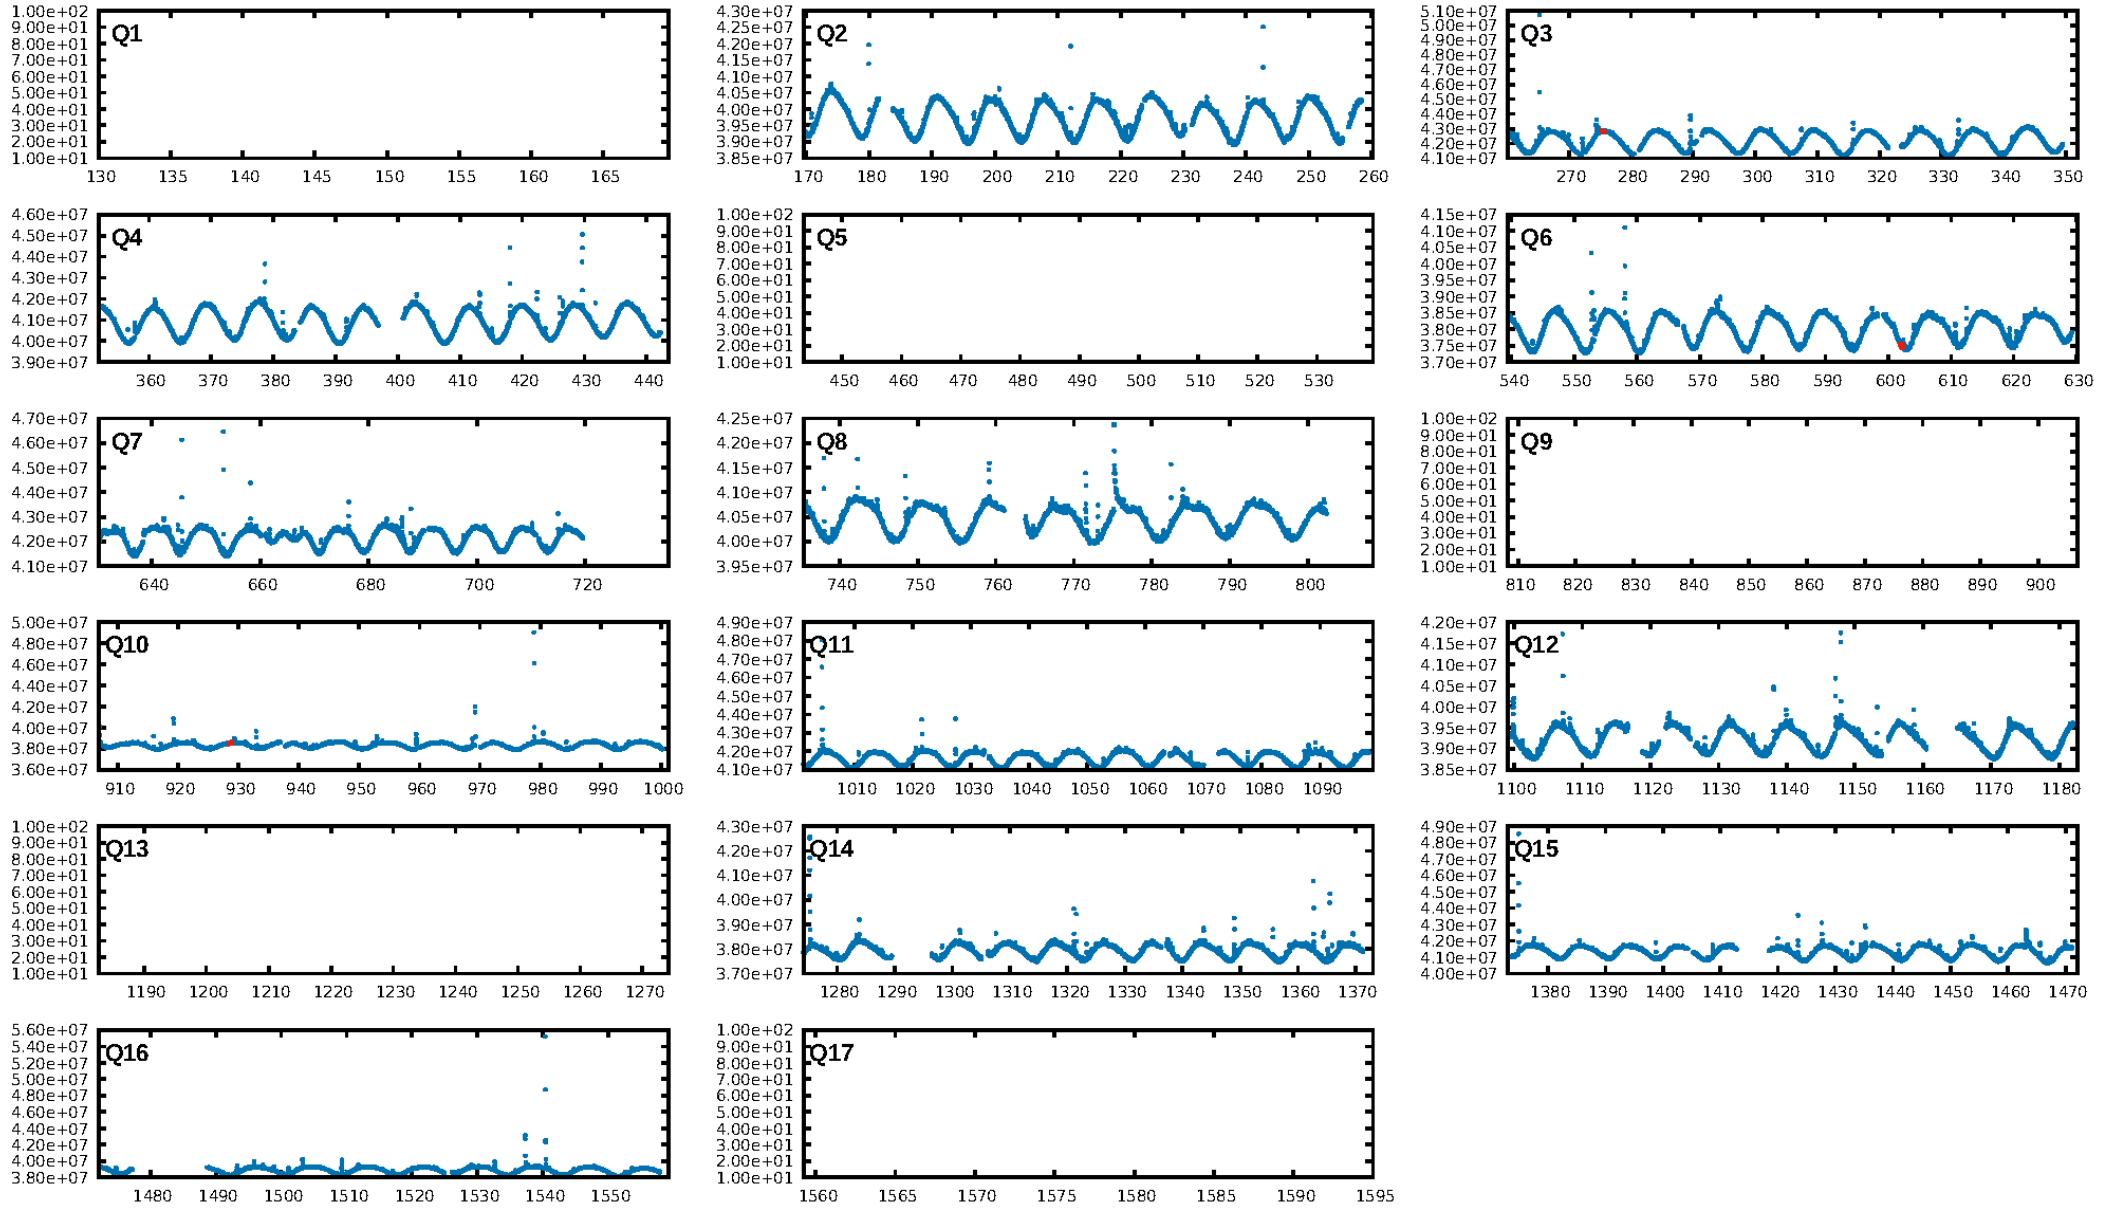 Q1
1.00e+02
9.00e+01
8.00e+01
7.00e+01
6.00e+01
5.00e+01
4.00e+01
3.00e+01
2.00e+01
1.00e+01
130 135 140 145 150 155 160 165
Q2
4.30e+07
4.25e+07
4.20e+07
4.15e+07
4.10e+07
4.05e+07
4.00e+07
3.95e+07
3.90e+07
3.85e+07
170 180 190 200 210 220 230 240 250 260
Q3
5.10e+07
5.00e+07
4.90e+07
4.80e+07
4.70e+07
4.60e+07
4.50e+07
4.40e+07
4.30e+07
4.20e+07
4.10e+07
270 280 290 300 310 320 330 340 350
Q4
4.60e+07
4.50e+07
4.40e+07
4.30e+07
4.20e+07
4.10e+07
4.00e+07
3.90e+07
360 370 380 390 400 410 420 430 440
Q5
1.00e+02
9.00e+01
8.00e+01
7.00e+01
6.00e+01
5.00e+01
4.00e+01
3.00e+01
2.00e+01
1.00e+01
450 460 470 480 490 500 510 520 530
Q6
4.15e+07
4.10e+07
4.05e+07
4.00e+07
3.95e+07
3.90e+07
3.85e+07
3.80e+07
3.75e+07
3.70e+07
540 550 560 570 580 590 600 610 620 630
Q7
4.70e+07
4.60e+07
4.50e+07
4.40e+07
4.30e+07
4.20e+07
4.10e+07
640 660 680 700 720
Q8
4.25e+07
4.20e+07
4.15e+07
4.10e+07
4.05e+07
4.00e+07
3.95e+07
740 750 760 770 780 790 800
Q9
1.00e+02
9.00e+01
8.00e+01
7.00e+01
6.00e+01
5.00e+01
4.00e+01
3.00e+01
2.00e+01
1.00e+01
810 820 830 840 850 860 870 880 890 900
Q10
5.00e+07
4.80e+07
4.60e+07
4.40e+07
4.20e+07
4.00e+07
3.80e+07
3.60e+07
910 920 930 940 950 960 970 980 990 1000
Q11
4.90e+07
4.80e+07
4.70e+07
4.60e+07
4.50e+07
4.40e+07
4.30e+07
4.20e+07
4.10e+07
1010 1020 1030 1040 1050 1060 1070 1080 1090
Q12
4.20e+07
4.15e+07
4.10e+07
4.05e+07
4.00e+07
3.95e+07
3.90e+07
3.85e+07
1100 1110 1120 1130 1140 1150 1160 1170 1180
Q13
1.00e+02
9.00e+01
8.00e+01
7.00e+01
6.00e+01
5.00e+01
4.00e+01
3.00e+01
2.00e+01
1.00e+01
1190 1200 1210 1220 1230 1240 1250 1260 1270
Q14
4.30e+07
4.20e+07
4.10e+07
4.00e+07
3.90e+07
3.80e+07
3.70e+07
1280 1290 1300 1310 1320 1330 1340 1350 1360 1370
Q15
4.90e+07
4.80e+07
4.70e+07
4.60e+07
4.50e+07
4.40e+07
4.30e+07
4.20e+07
4.10e+07
4.00e+07
1380 1390 1400 1410 1420 1430 1440 1450 1460 1470
Q16
5.60e+07
5.40e+07
5.20e+07
5.00e+07
4.80e+07
4.60e+07
4.40e+07
4.20e+07
4.00e+07
3.80e+07
1480 1490 1500 1510 1520 1530 1540 1550
Q17
1.00e+02
9.00e+01
8.00e+01
7.00e+01
6.00e+01
5.00e+01
4.00e+01
3.00e+01
2.00e+01
1.00e+01
1560 1565 1570 1575 1580 1585 1590 1595